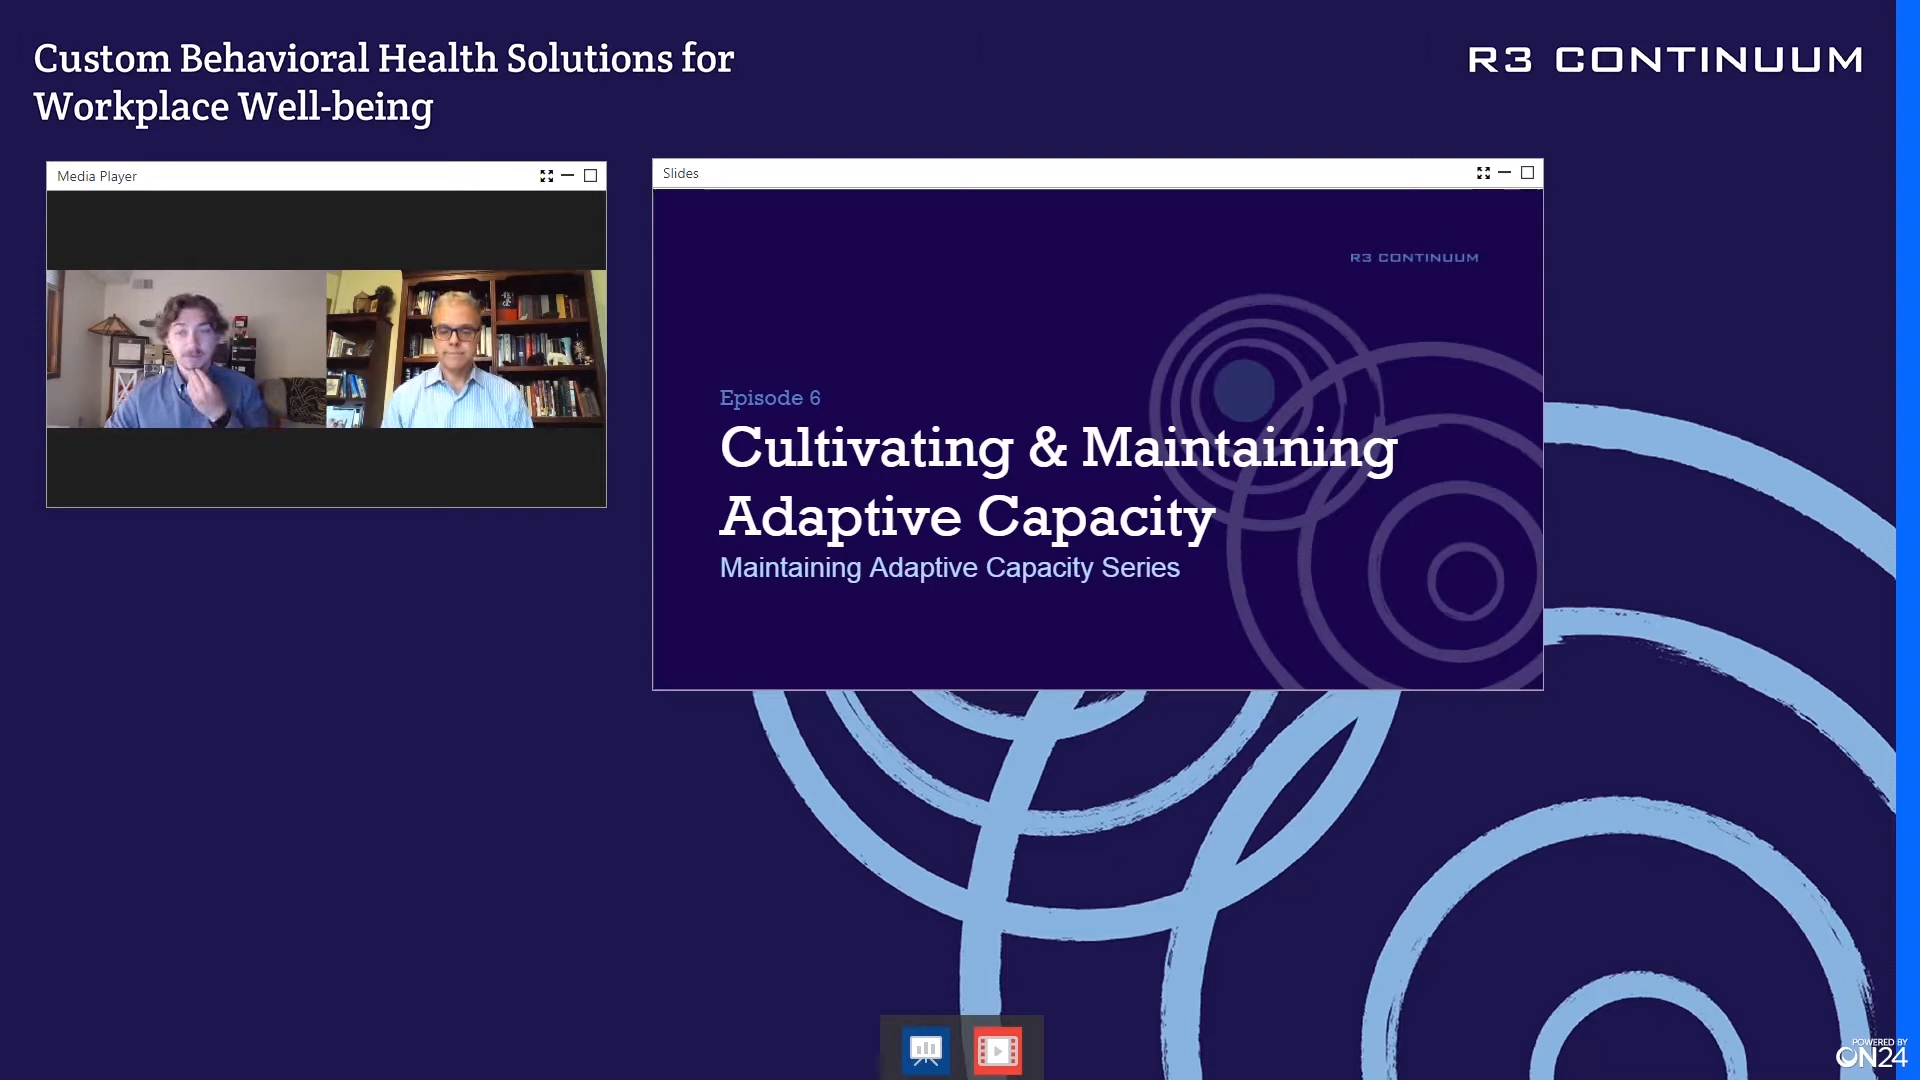 Custom Behavioral Health Solutions for
Workplace Well-being
R3 CONTINUUM
Media Player
Slides
R3 CONTINUUM
Episode 6
Cultivating & Maintaining
Adaptive Capacity
Maintaining Adaptive Capacity Series
POWERED BY
ON24